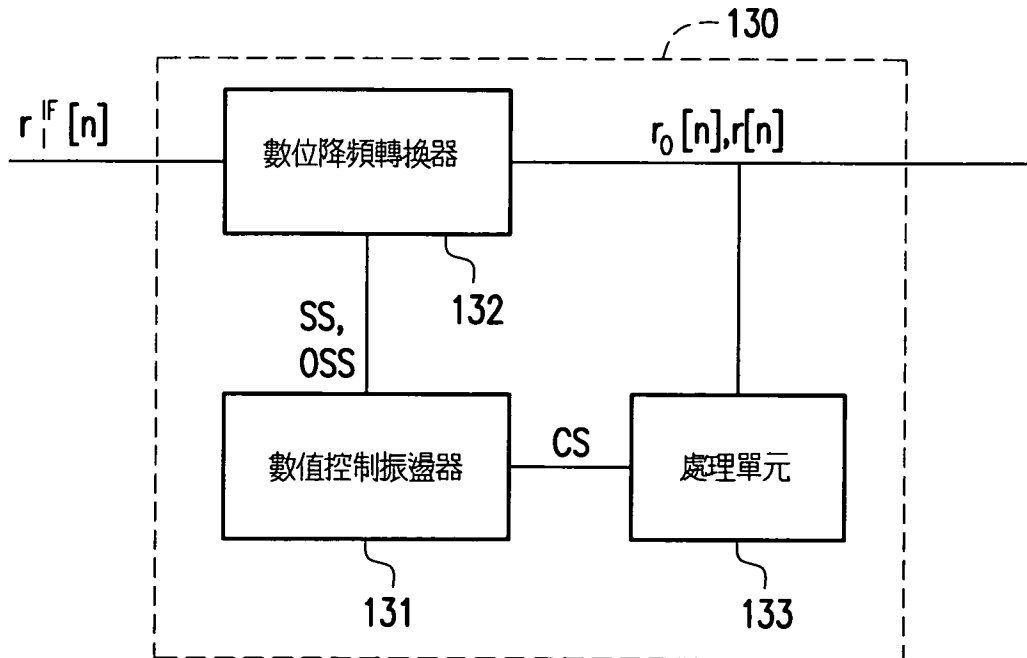 130
r_I^IF[n]
數位降頻轉換器
r_0[n],r[n]
132
SS,
OSS
數值控制振盪器
CS
處理單元
131
133